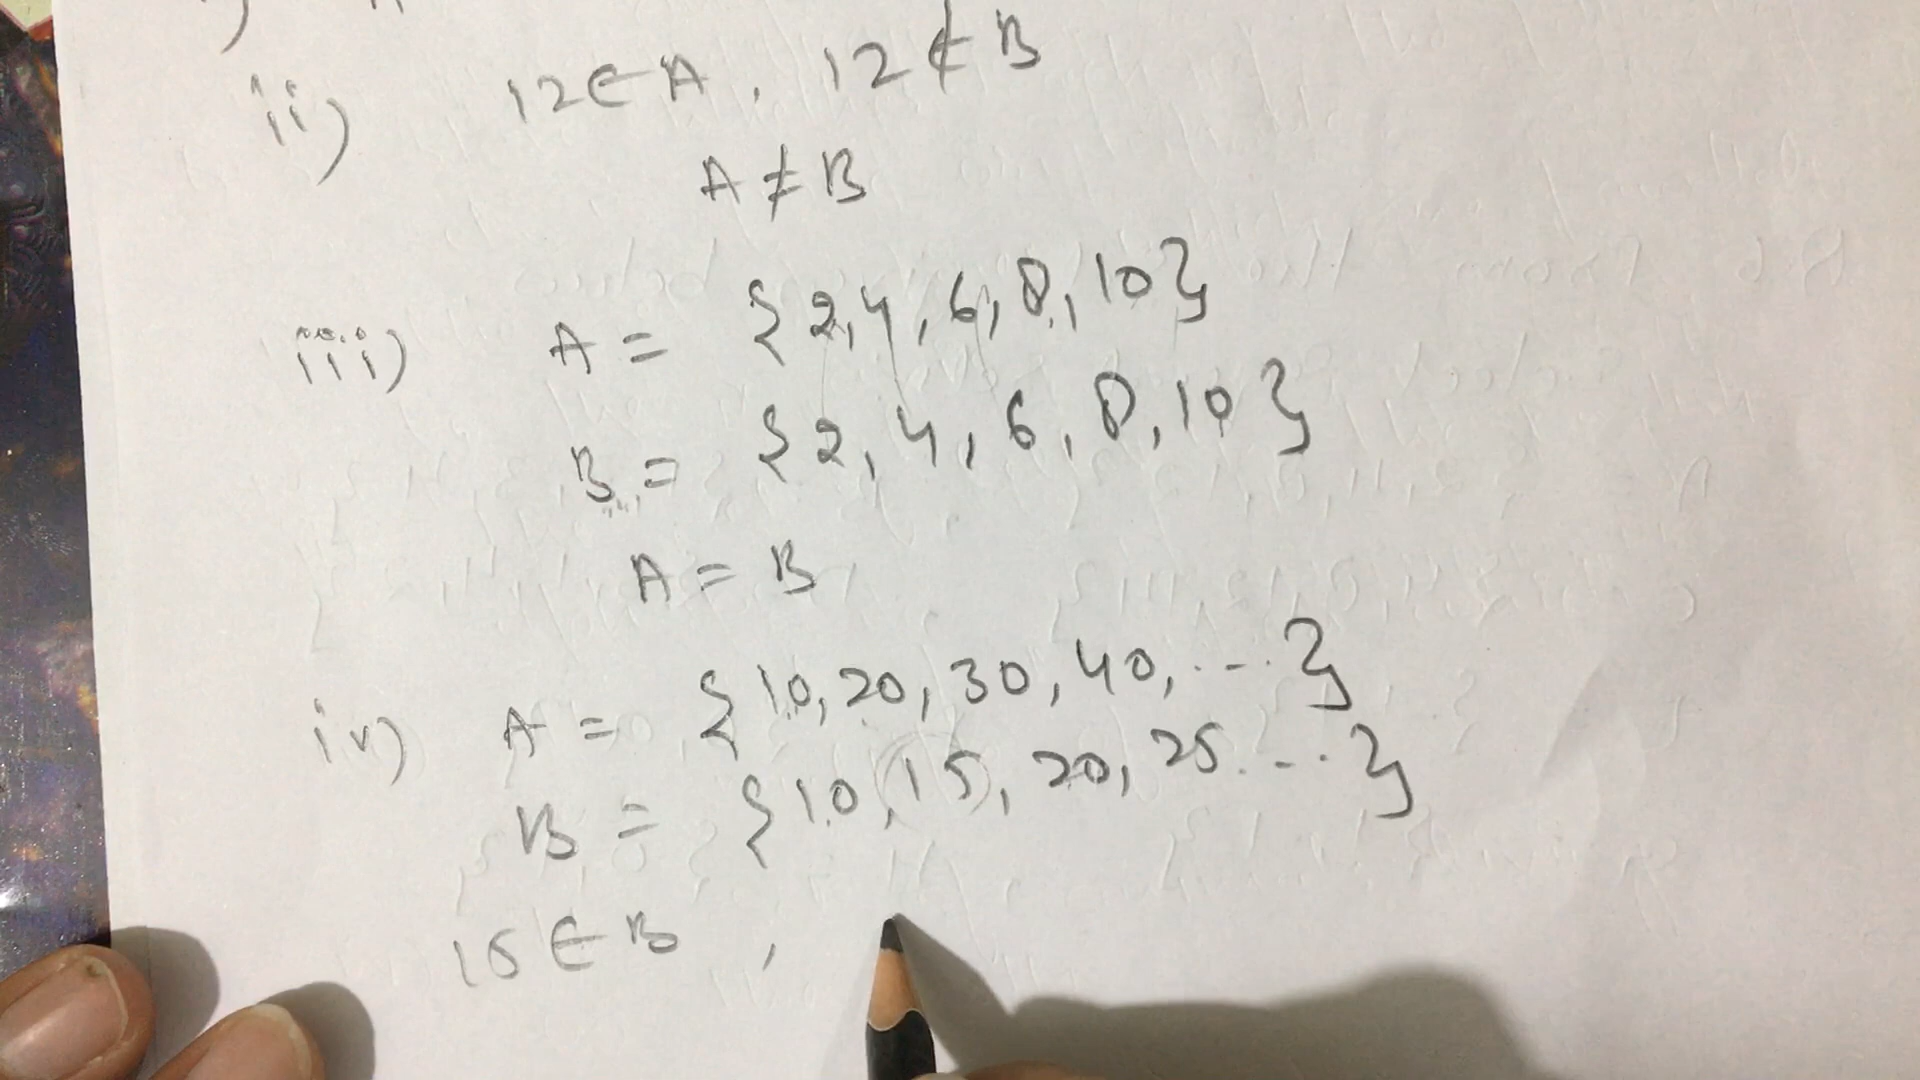 ii) 12 ∈ A , 12 ∉ B
A ≠ B
iii) A = {2,4,6,8,10}
B = {2,4,6,8,10}
A = B
iv) A = {10,20,30,40,...}
B = {10,15,20,25...}
15 ∈ B ,